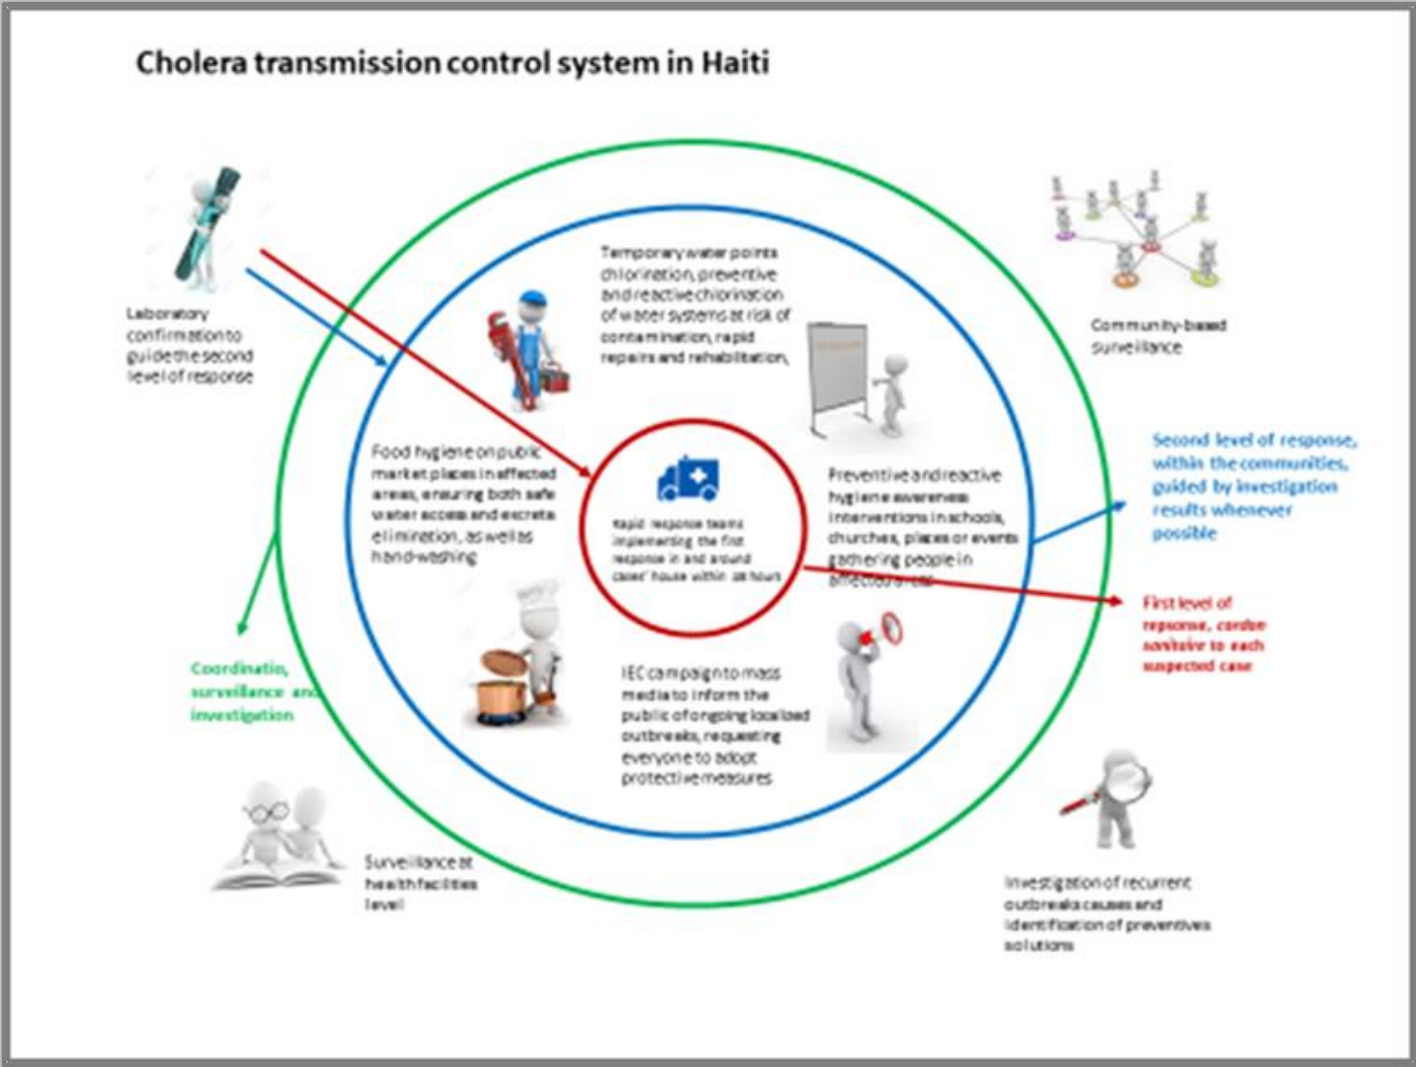 Cholera transmission control system in Haiti
Laboratory
confirmation to
guide the second
level of response
Temporary water points
chlorination, preventive
and reactive chlorination
of water systems at risk of
contamination, rapid
repairs and rehabilitation,
Community-based
surveillance
Food hygiene on public
market places in affected
areas, ensuring both safe
water access and excreta
elimination, as well as
hand-washing
Rapid response teams
implementing the first
response in and around
cases' house within 48 hours
Preventive and reactive
hygiene awareness
interventions in schools,
churches, places or events
gathering people in
affected areas
Second level of response,
within the communities,
guided by investigation
results whenever
possible
First level of
repsonse, cordon
sanitaire to each
suspected case
Coordinatio,
surveillance and
investigation
IEC campaign to mass
media to inform the
public of ongoing localized
outbreaks, requesting
everyone to adopt
protective measures
Surveillance at
health facilities
level
Investigation of recurrent
outbreaks causes and
identification of preventives
solutions